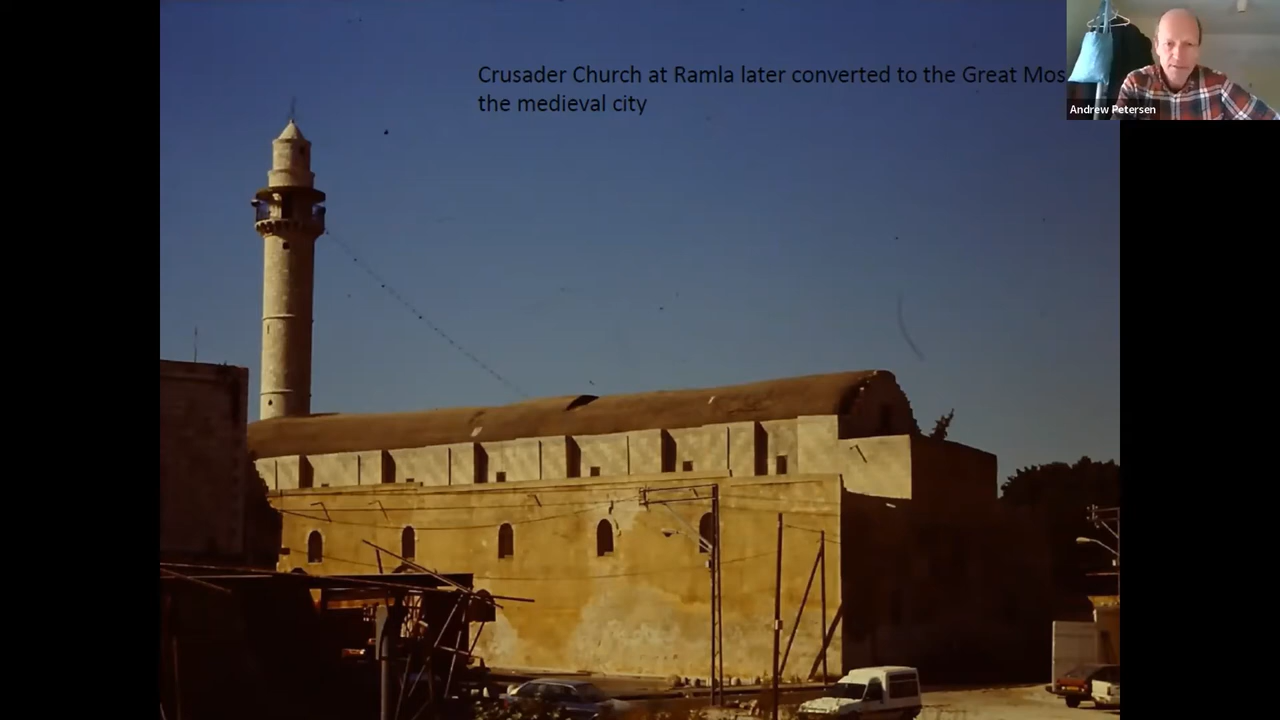 Crusader Church at Ramla later converted to the Great Mos
the medieval city
Andrew Petersen